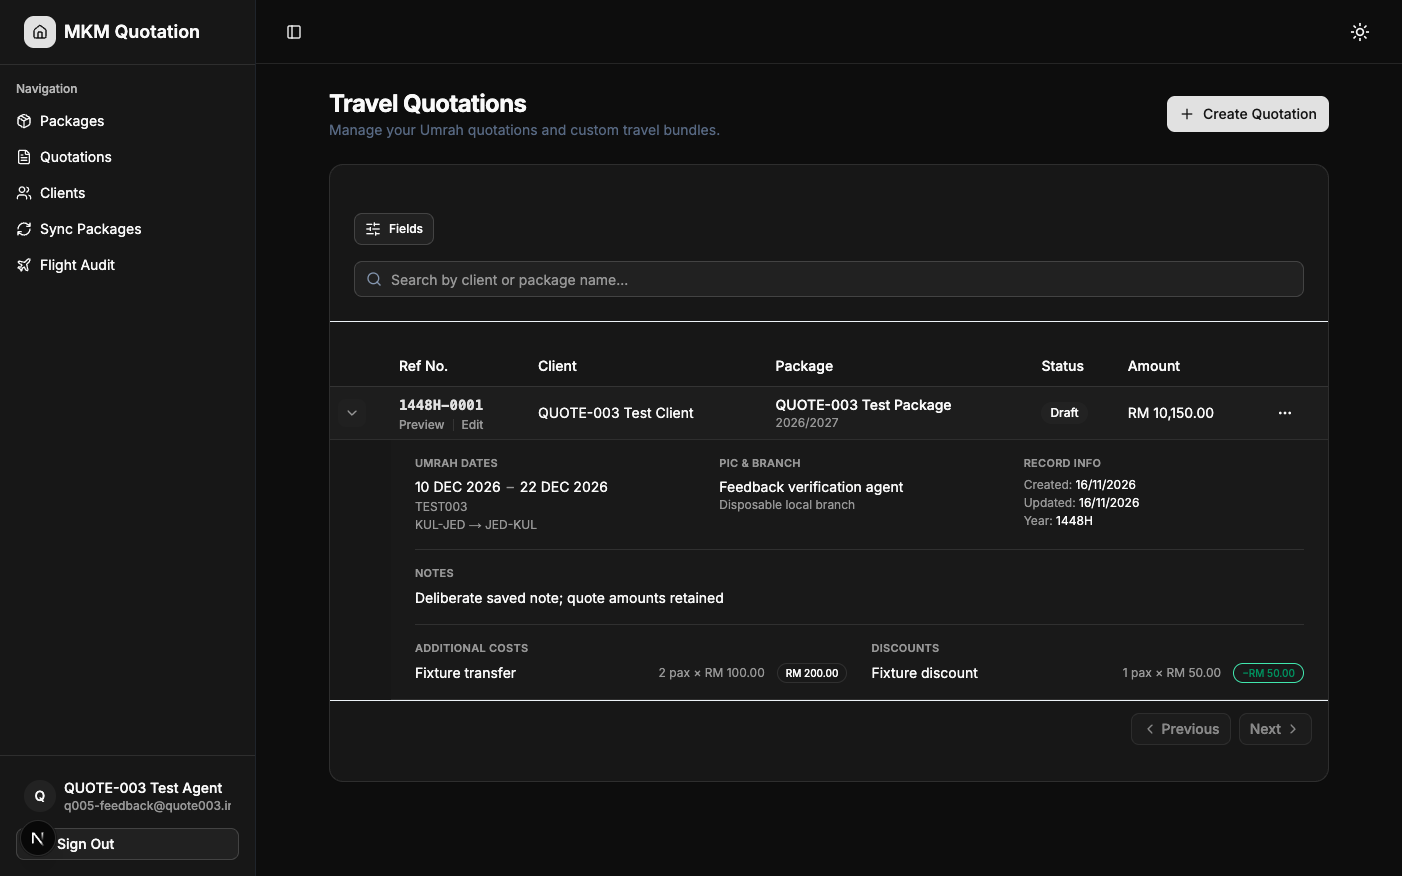 MKM Quotation
Navigation
Packages
Quotations
Clients
Sync Packages
Flight Audit
Travel Quotations
Manage your Umrah quotations and custom travel bundles.
Create Quotation
Fields
Search by client or package name...
Ref No. Client Package Status Amount
1448H-0001 QUOTE-003 Test Client QUOTE-003 Test Package Draft RM 10,150.00 ...
Preview Edit 2026/2027
UMRAH DATES PIC & BRANCH RECORD INFO
10 DEC 2026 – 22 DEC 2026 Feedback verification agent Created: 16/11/2026
TEST003 Disposable local branch Updated: 16/11/2026
KUL-JED → JED-KUL Year: 1448H
NOTES
Deliberate saved note; quote amounts retained
ADDITIONAL COSTS DISCOUNTS
Fixture transfer 2 pax × RM 100.00 RM 200.00 Fixture discount 1 pax × RM 50.00 −RM 50.00
Previous Next
Q QUOTE-003 Test Agent
q005-feedback@quote003.ir
N Sign Out